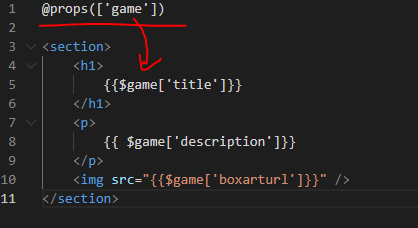 1 @props(['game'])
2
3 <section>
4 <h1>
5 {{$game['title']}}
6 </h1>
7 <p>
8 {{ $game['description']}}
9 </p>
10 <img src="{{$game['boxarturl']}}" />
11 </section>